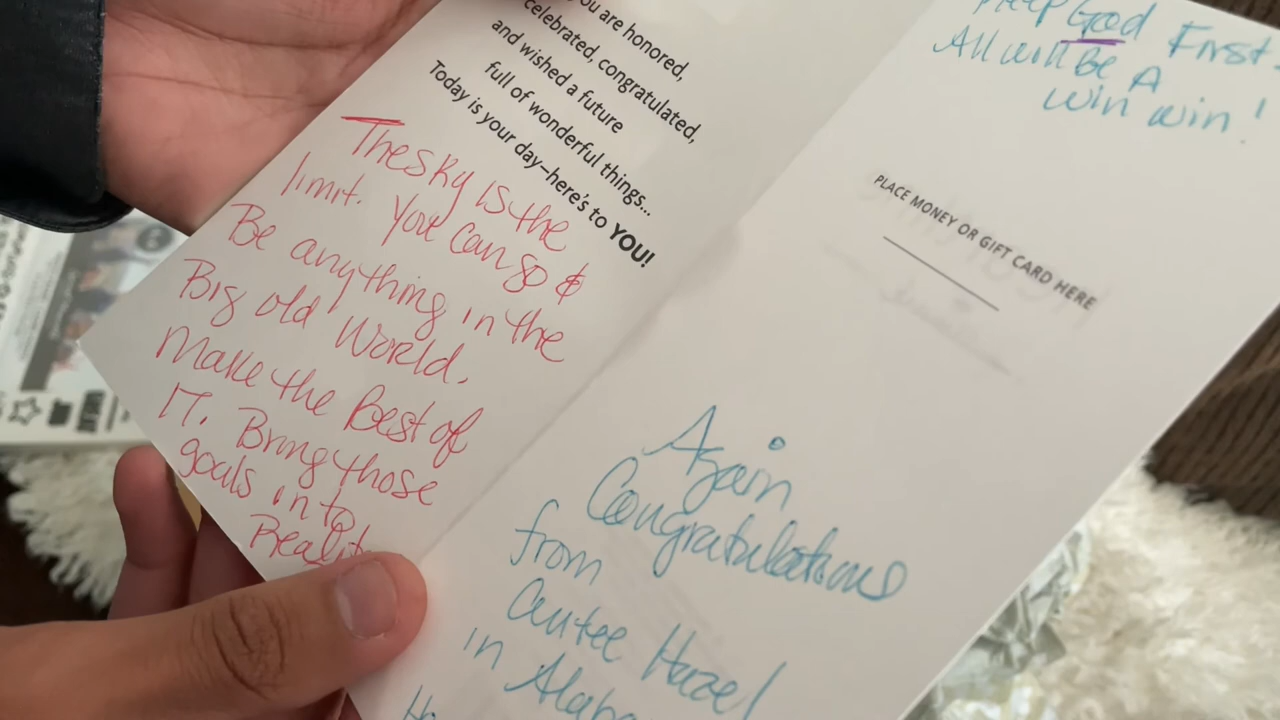 you are honored,
celebrated, congratulated,
and wished a future
full of wonderful things...
Today is your day—here's to YOU!
The sky is the
limit. You can go &
Be anything in the
Big old World.
Make the Best of
IT. Bring those
goals into
Reality
Keep God First.
All will be A
win win!
PLACE MONEY OR GIFT CARD HERE
Again
Congratulations
from
Auntee Hazel
in Alaba